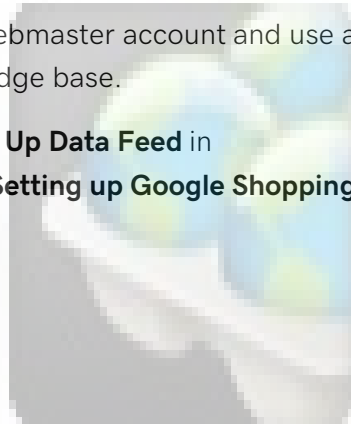 ebmaster account and use a
dge base.
Up Data Feed in
Setting up Google Shopping